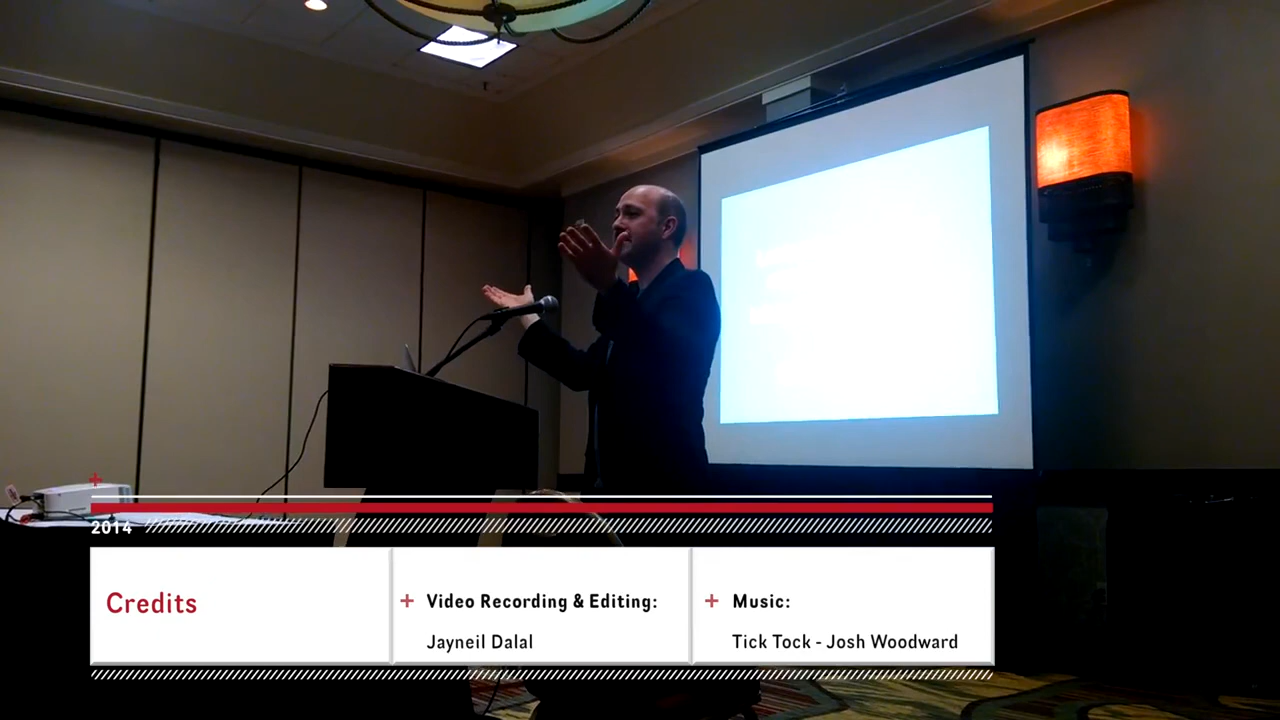 2014
Credits
+ Video Recording & Editing:
Jayneil Dalal
+ Music:
Tick Tock - Josh Woodward